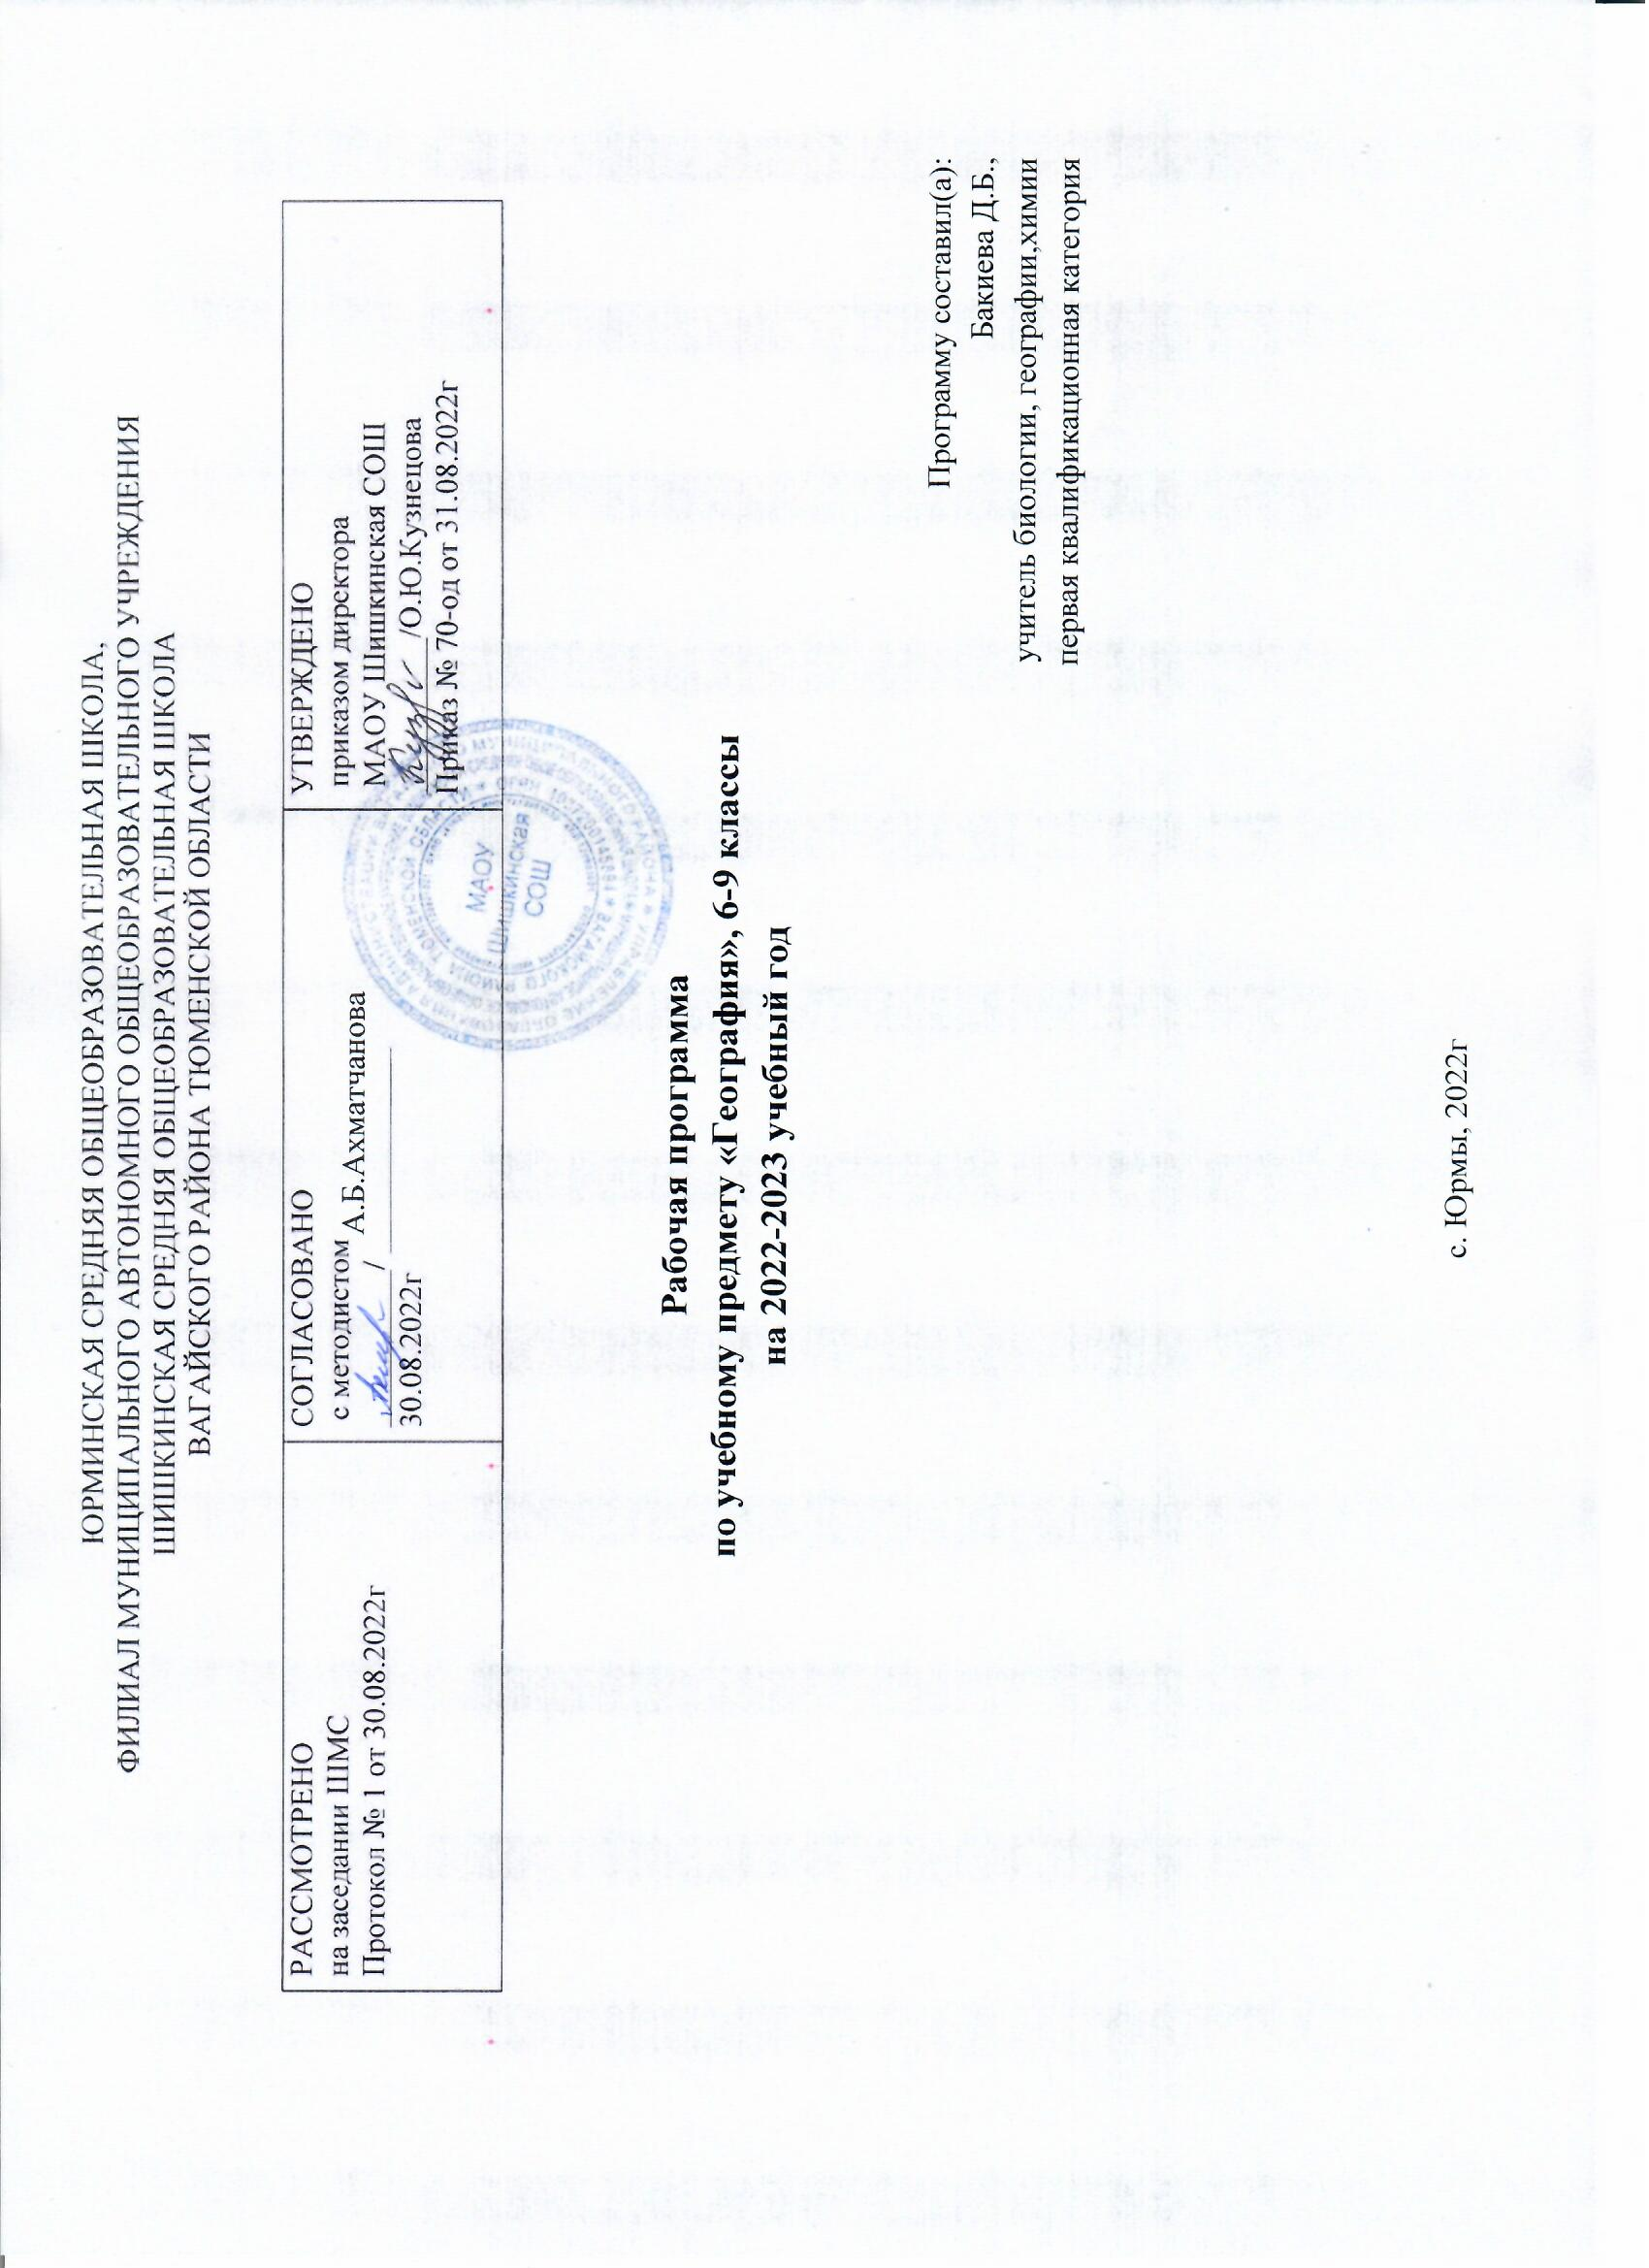 ЮРМИНСКАЯ СРЕДНЯЯ ОБЩЕОБРАЗОВАТЕЛЬНАЯ ШКОЛА,
ФИЛИАЛ МУНИЦИПАЛЬНОГО АВТОНОМНОГО ОБЩЕОБРАЗОВАТЕЛЬНОГО УЧРЕЖДЕНИЯ
ШИШКИНСКАЯ СРЕДНЯЯ ОБЩЕОБРАЗОВАТЕЛЬНАЯ ШКОЛА
ВАГАЙСКОГО РАЙОНА ТЮМЕНСКОЙ ОБЛАСТИ
РАССМОТРЕНО
на заседании ШМС
Протокол № 1 от 30.08.2022г
СОГЛАСОВАНО
с методистом
/ А.Б.Ахматчанова
30.08.2022г
УТВЕРЖДЕНО
приказом директора
МАОУ Шишкинская СОШ
/О.Ю.Кузнецова
Приказ № 70-од от 31.08.2022г
МАОУ
Шишкинская
СОШ
Рабочая программа
по учебному предмету «География», 6-9 классы
на 2022-2023 учебный год
Программу составил(а):
Бакиева Д.Б.,
учитель биологии, географии,химии
первая квалификационная категория
с. Юрмы, 2022г